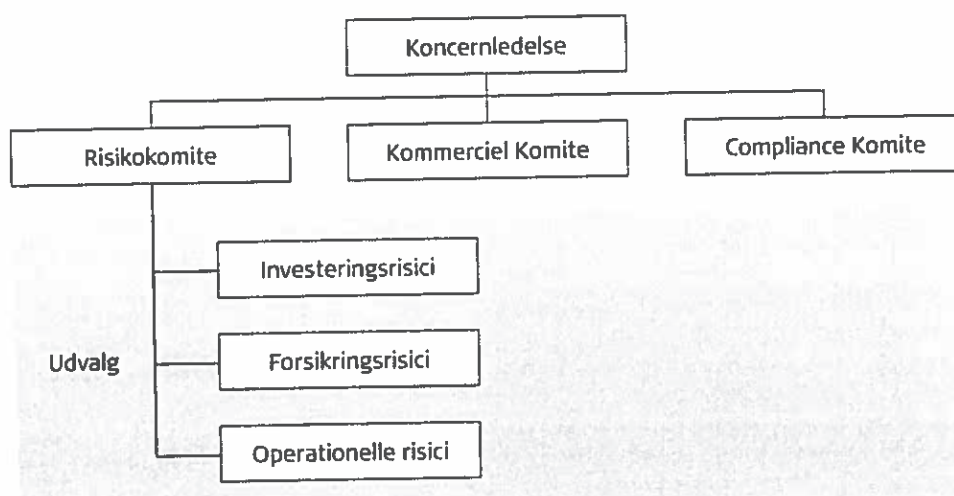 Koncernledelse
Risikokomite
Kommerciel Komite
Compliance Komite
Investeringsrisici
Udvalg
Forsikringsrisici
Operationelle risici